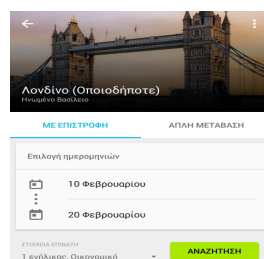 Λονδίνο (Οποιοδήποτε)
Ηνωμένο Βασίλειο
ΜΕ ΕΠΙΣΤΡΟΦΗ
ΑΠΛΗ ΜΕΤΑΒΑΣΗ
Επιλογή ημερομηνιών
10 Φεβρουαρίου
20 Φεβρουαρίου
ΣΤΟΙΧΕΙΑ ΕΠΙΒΑΤΗ
1 ενήλικας, Οικονομική
ΑΝΑΖΗΤΗΣΗ